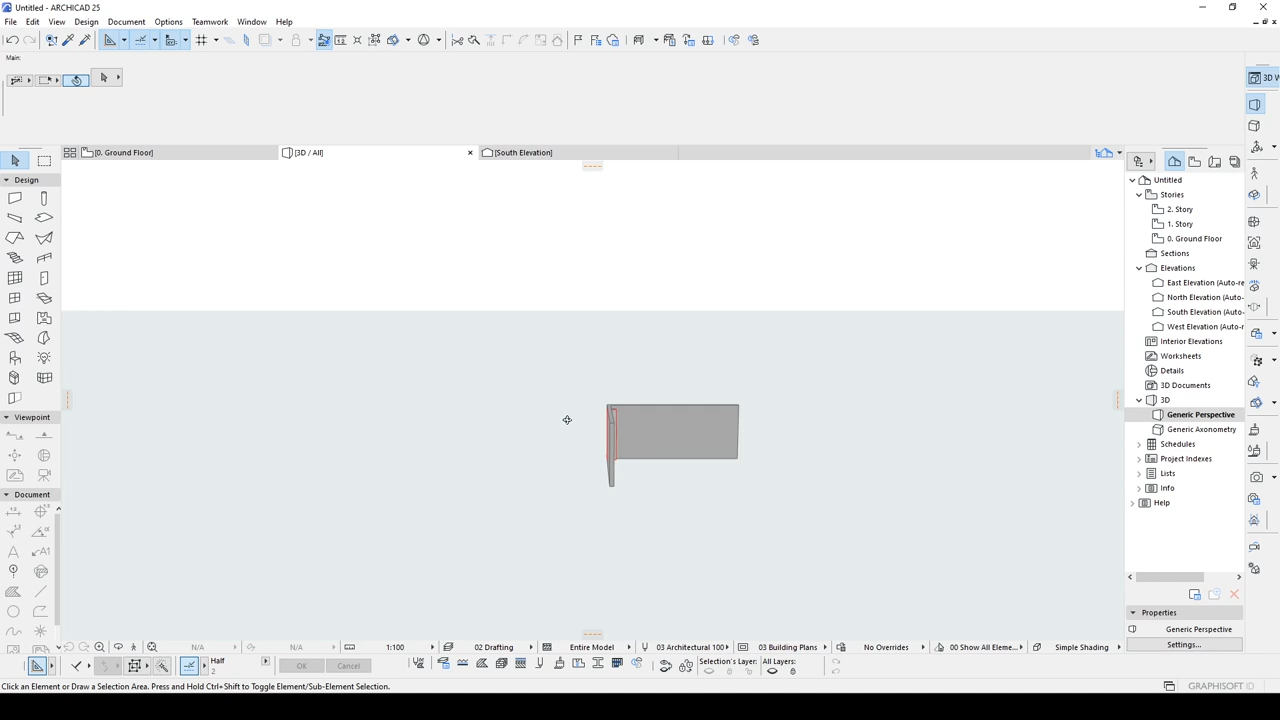 Untitled - ARCHICAD 25
File Edit View Design Document Options Teamwork Window Help
Main:
3D
[0. Ground Floor]
[3D / All]
[South Elevation]
Design
Viewpoint
Document
Untitled
Stories
2. Story
1. Story
0. Ground Floor
Sections
Elevations
East Elevation (Auto-re
North Elevation (Auto-
South Elevation (Auto-
West Elevation (Auto-r
Interior Elevations
Worksheets
Details
3D Documents
3D
Generic Perspective
Generic Axonometry
Schedules
Project Indexes
Lists
Info
Help
Properties
Generic Perspective
Settings...
N/A N/A 1:100 02 Drafting Entire Model 03 Architectural 100 03 Building Plans No Overrides 00 Show All Eleme... Simple Shading
Half
2
OK Cancel
Selection's Layer: All Layers:
Click an Element or Draw a Selection Area. Press and Hold Ctrl+Shift to Toggle Element/Sub-Element Selection.
GRAPHISOFT